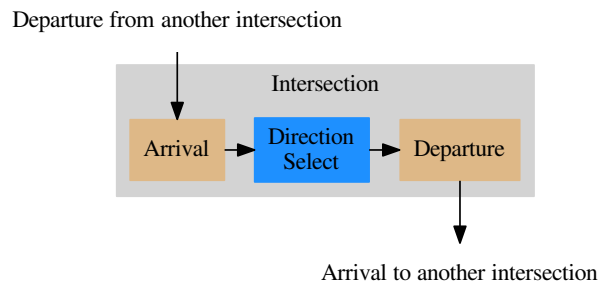 Departure from another intersection
Intersection
Arrival
Direction
Select
Departure
Arrival to another intersection